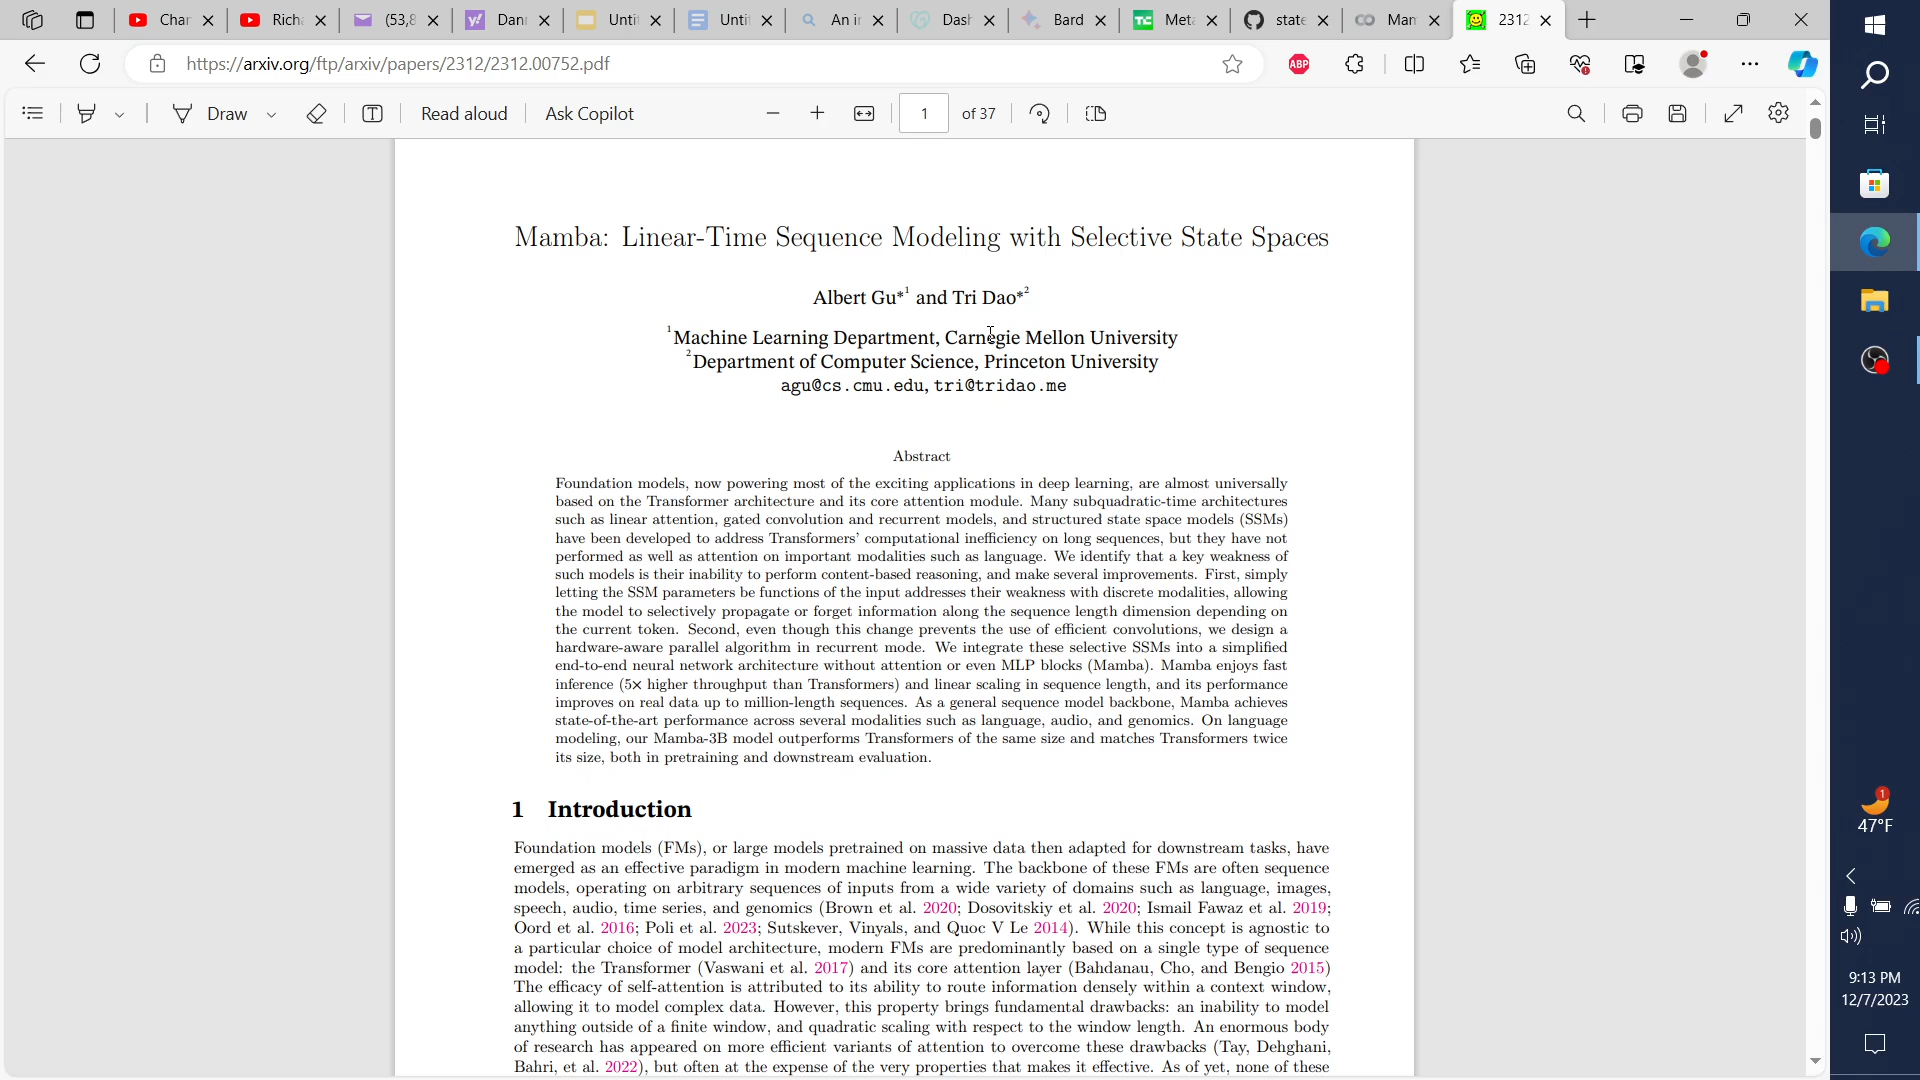 Char
Rich
(53,8
Dann
Unti
Unti
An ir
Dash
Bard
Meta
state
Mam
2312
https://arxiv.org/ftp/arxiv/papers/2312/2312.00752.pdf
ABP
Draw
Read aloud
Ask Copilot
1
of 37
Mamba: Linear-Time Sequence Modeling with Selective State Spaces
Albert Gu*1 and Tri Dao*2
1Machine Learning Department, Carnegie Mellon University
2Department of Computer Science, Princeton University
agu@cs.cmu.edu, tri@tridao.me
Abstract
Foundation models, now powering most of the exciting applications in deep learning, are almost universally
based on the Transformer architecture and its core attention module. Many subquadratic-time architectures
such as linear attention, gated convolution and recurrent models, and structured state space models (SSMs)
have been developed to address Transformers' computational inefficiency on long sequences, but they have not
performed as well as attention on important modalities such as language. We identify that a key weakness of
such models is their inability to perform content-based reasoning, and make several improvements. First, simply
letting the SSM parameters be functions of the input addresses their weakness with discrete modalities, allowing
the model to selectively propagate or forget information along the sequence length dimension depending on
the current token. Second, even though this change prevents the use of efficient convolutions, we design a
hardware-aware parallel algorithm in recurrent mode. We integrate these selective SSMs into a simplified
end-to-end neural network architecture without attention or even MLP blocks (Mamba). Mamba enjoys fast
inference (5× higher throughput than Transformers) and linear scaling in sequence length, and its performance
improves on real data up to million-length sequences. As a general sequence model backbone, Mamba achieves
state-of-the-art performance across several modalities such as language, audio, and genomics. On language
modeling, our Mamba-3B model outperforms Transformers of the same size and matches Transformers twice
its size, both in pretraining and downstream evaluation.
1 Introduction
Foundation models (FMs), or large models pretrained on massive data then adapted for downstream tasks, have
emerged as an effective paradigm in modern machine learning. The backbone of these FMs are often sequence
models, operating on arbitrary sequences of inputs from a wide variety of domains such as language, images,
speech, audio, time series, and genomics (Brown et al. 2020; Dosovitskiy et al. 2020; Ismail Fawaz et al. 2019;
Oord et al. 2016; Poli et al. 2023; Sutskever, Vinyals, and Quoc V Le 2014). While this concept is agnostic to
a particular choice of model architecture, modern FMs are predominantly based on a single type of sequence
model: the Transformer (Vaswani et al. 2017) and its core attention layer (Bahdanau, Cho, and Bengio 2015)
The efficacy of self-attention is attributed to its ability to route information densely within a context window,
allowing it to model complex data. However, this property brings fundamental drawbacks: an inability to model
anything outside of a finite window, and quadratic scaling with respect to the window length. An enormous body
of research has appeared on more efficient variants of attention to overcome these drawbacks (Tay, Dehghani,
Bahri, et al. 2022), but often at the expense of the very properties that makes it effective. As of yet, none of these
1
47°F
9:13 PM
12/7/2023